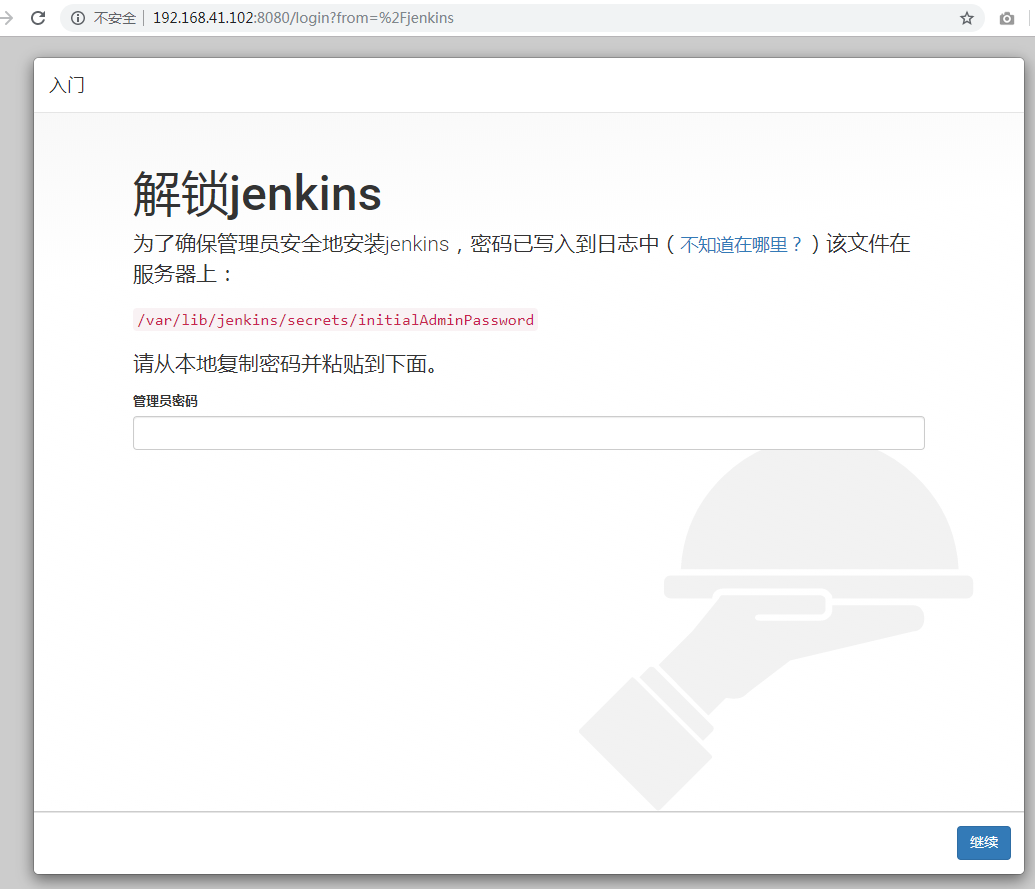 不安全 192.168.41.102:8080/login?from=%2Fjenkins
入门
解锁jenkins
为了确保管理员安全地安装jenkins，密码已写入到日志中（不知道在哪里？）该文件在
服务器上：
/var/lib/jenkins/secrets/initialAdminPassword
请从本地复制密码并粘贴到下面。
管理员密码
继续